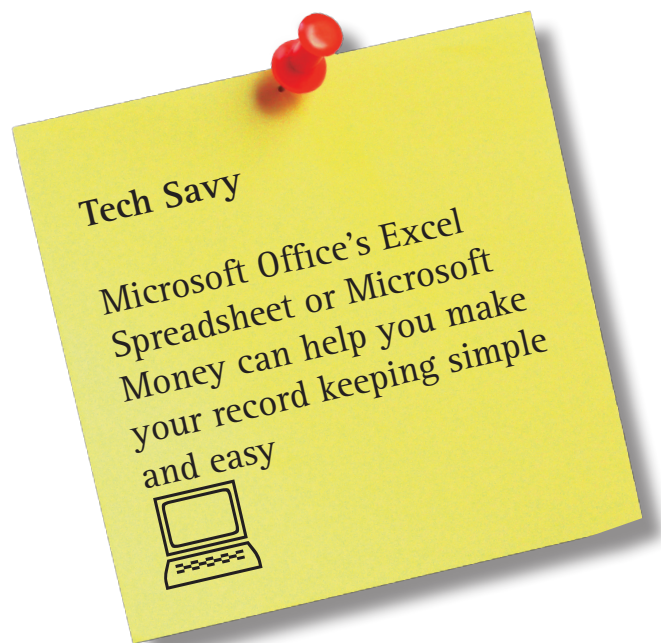 Tech Savy
Microsoft Office's Excel
Spreadsheet or Microsoft
Money can help you make
your record keeping simple
and easy